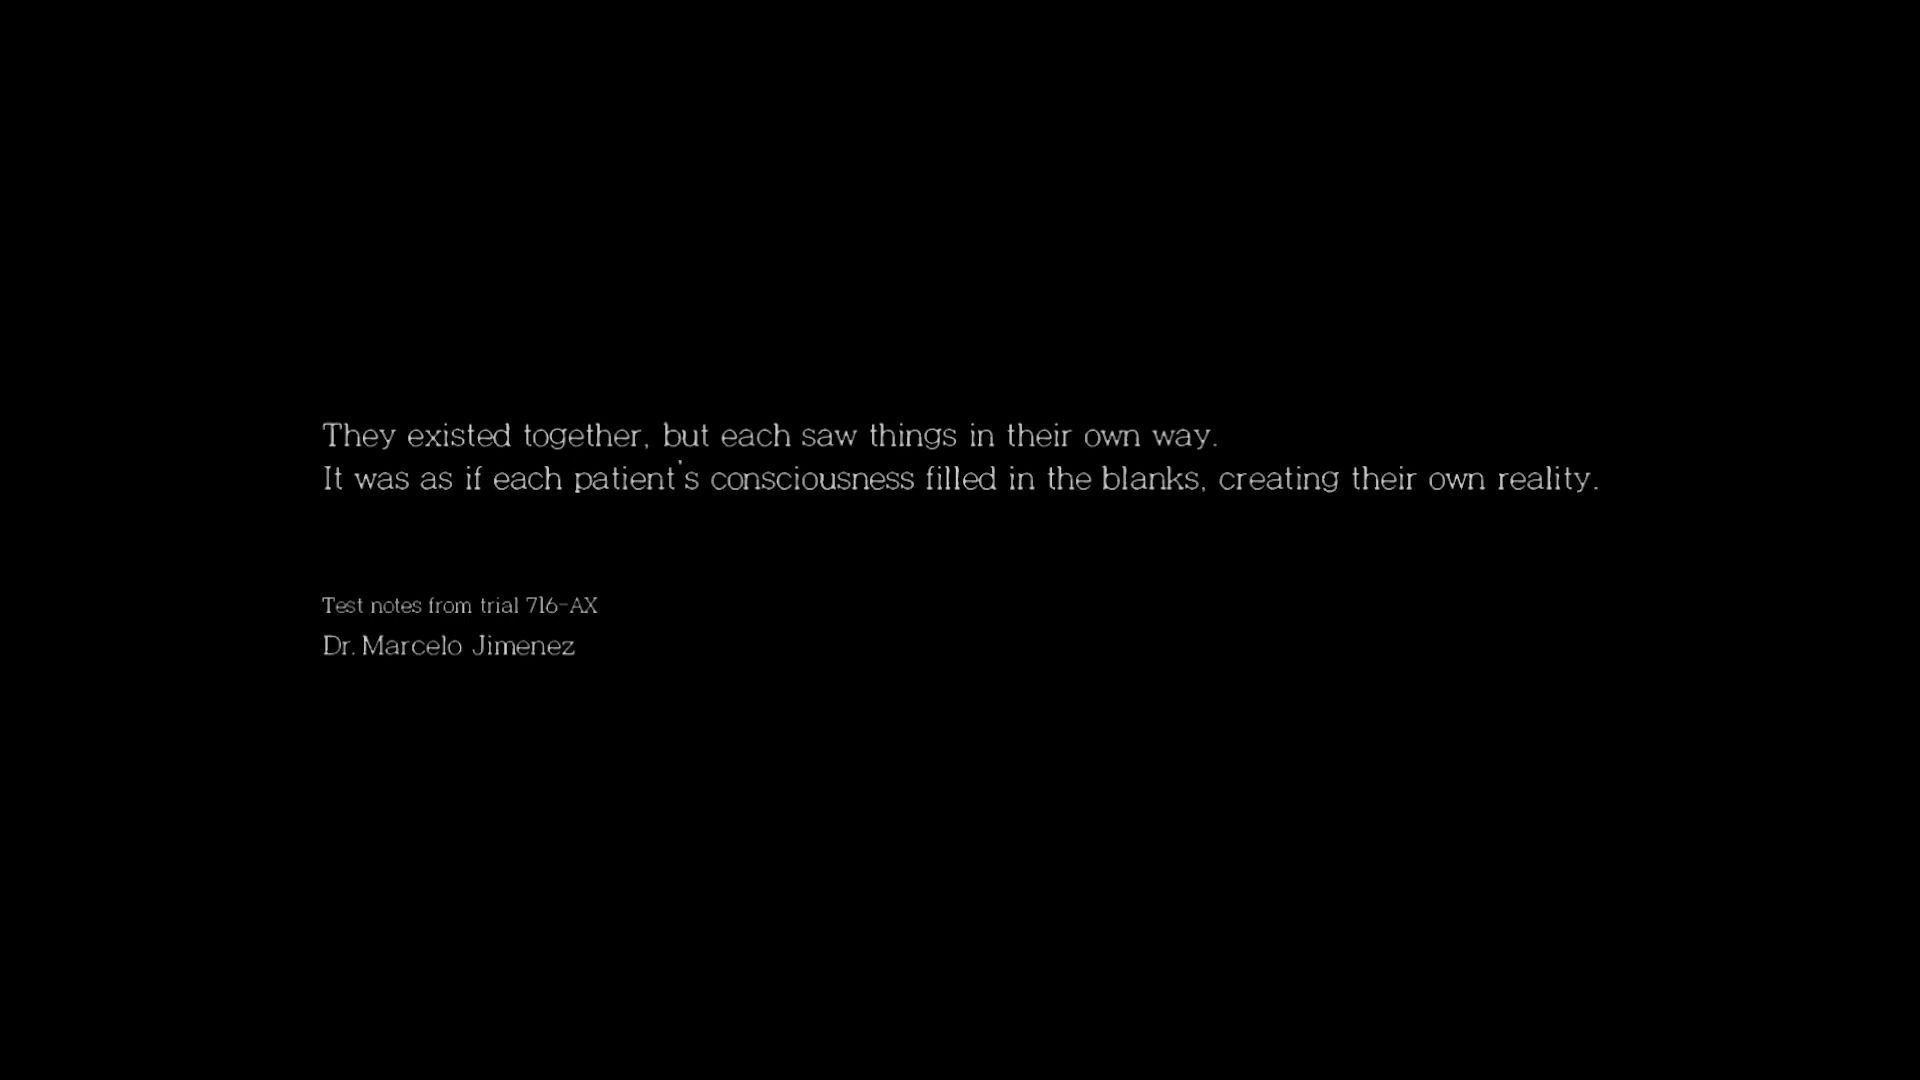 They existed together, but each saw things in their own way.
It was as if each patient's consciousness filled in the blanks, creating their own reality.
Test notes from trial 716-AX
Dr. Marcelo Jimenez